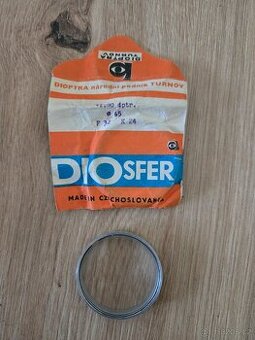 DIOPTRA
TURNOV
DIOPTRA národní podnik TURNOV
dptr.
ø 65
DIOSFER
MADE IN CZECHOSLOVAKIA